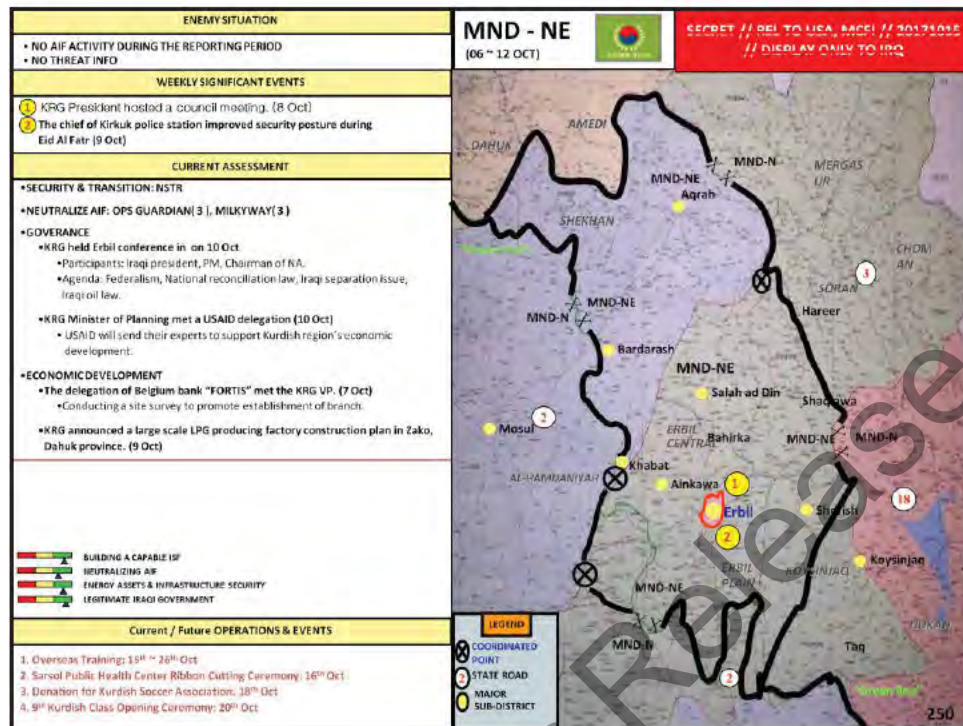 ENEMY SITUATION
• NO AIF ACTIVITY DURING THE REPORTING PERIOD
• NO THREAT INFO
WEEKLY SIGNIFICANT EVENTS
1 KRG President hosted a council meeting. (8 Oct)
2 The chief of Kirkuk police station improved security posture during
Eid Al Fatr (9 Oct)
CURRENT ASSESSMENT
•SECURITY & TRANSITION: NSTR
•NEUTRALIZE AIF: OPS GUARDIAN( 3 ), MILKYWAY( 3 )
•GOVERANCE
•KRG held Erbil conference in on 10 Oct
•Participants: Iraqi president, PM, Chairman of NA.
•Agenda: Federalism, National reconciliation law, Iraqi separation issue,
Iraqi oil law.
•KRG Minister of Planning met a USAID delegation (10 Oct)
• USAID will send their experts to support Kurdish region's economic
development.
•ECONOMIC DEVELOPMENT
•The delegation of Belgium bank "FORTIS" met the KRG VP. (7 Oct)
•Conducting a site survey to promote establishment of branch.
•KRG announced a large scale LPG producing factory construction plan in Zako,
Dahuk province. (9 Oct)
BUILDING A CAPABLE ISF
NEUTRALIZING AIF
ENERGY ASSETS & INFRASTRUCTURE SECURITY
LEGITIMATE IRAQI GOVERNMENT
Current / Future OPERATIONS & EVENTS
1. Overseas Training: 15th ~ 26th Oct
2. Sarsol Public Health Center Ribbon Cutting Ceremony: 16th Oct
3. Donation for Kurdish Soccer Association: 18th Oct
4. 9th Kurdish Class Opening Ceremony: 20th Oct
MND - NE
(06 ~ 12 OCT)
SECRET // REL TO USA, MCFI // 20171015
// DISPLAY ONLY TO IRQ
AMEDI
DAHUK
MND-N
MERGAS
UR
MND-NE
Aqrah
SHEKHAN
CHOM
AN
3
SORAN
Hareer
MND-NE
MND-N
Bardarash
MND-NE
Salah ad Din
Shaqlawa
2
Mosul
ERBIL
CENTRAL
Bahirka
MND-NE
MND-N
Khabat
AL-HAMDANIYAH
Ainkawa
1
18
Erbil
Sherish
2
ERBIL
PLAIN
KOYSINJAQ
Koysinjaq
MND-NE
MND-N
DUKAN
Taq
2
"Green line"
LEGEND
COORDINATED
POINT
2 STATE ROAD
MAJOR
SUB-DISTRICT
250
Release